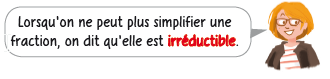 Lorsqu'on ne peut plus simplifier une
fraction, on dit qu'elle est irréductible.